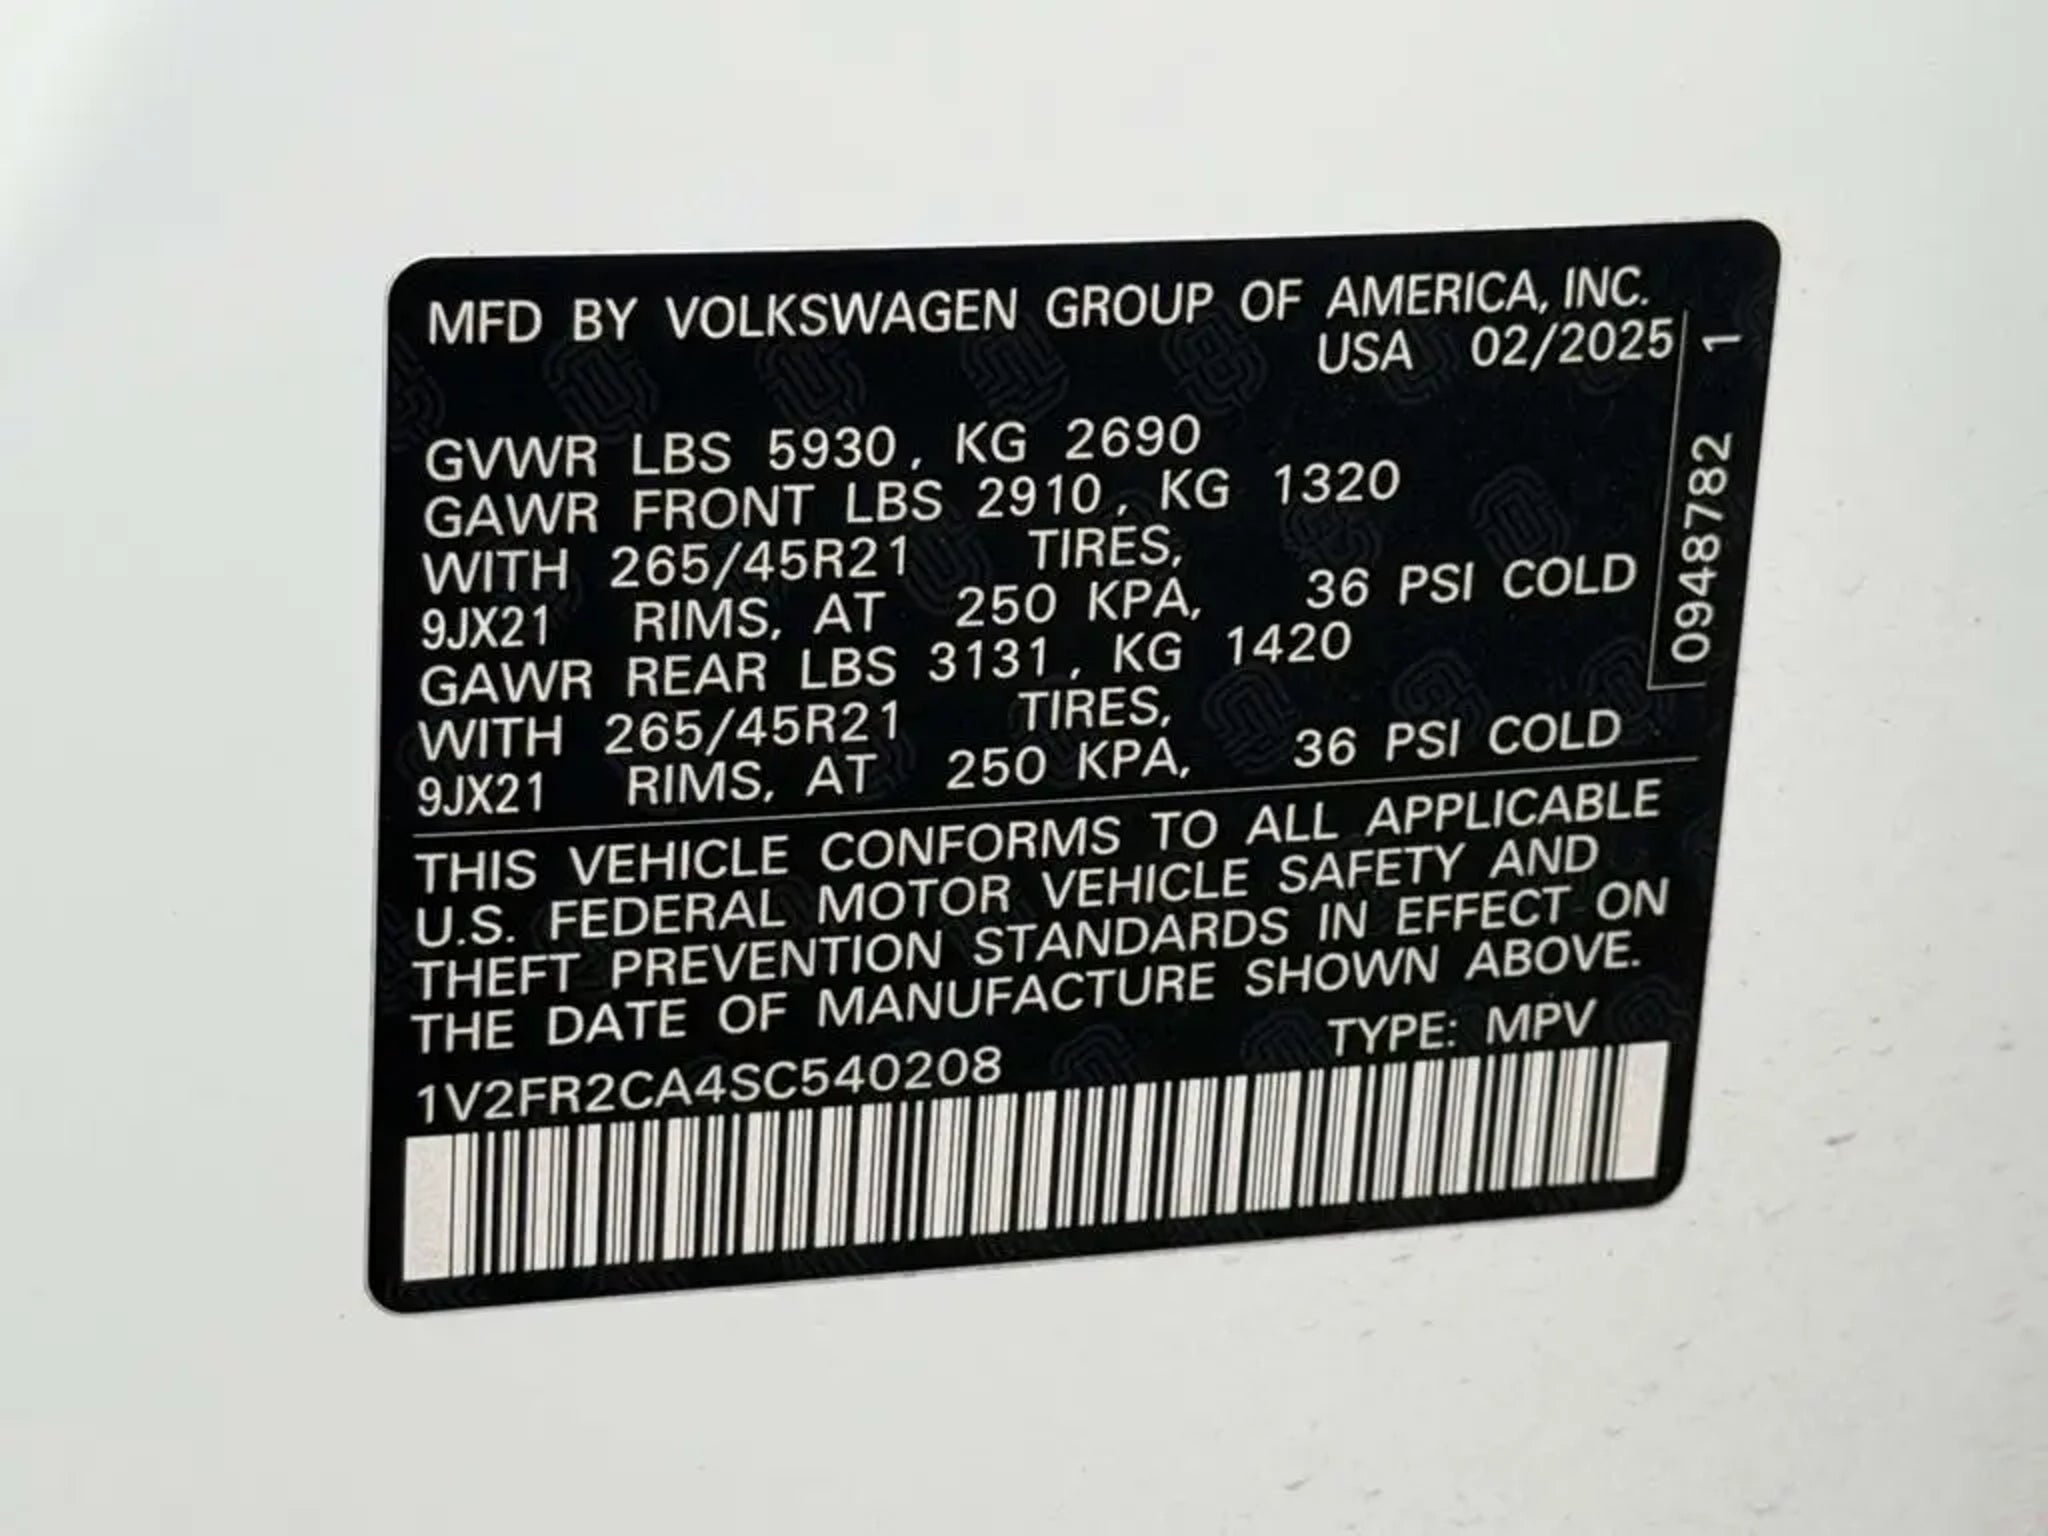 MFD BY VOLKSWAGEN GROUP OF AMERICA, INC.
USA 02/2025
GVWR LBS 5930, KG 2690
GAWR FRONT LBS 2910, KG 1320
WITH 265/45R21 TIRES,
9JX21 RIMS, AT 250 KPA, 36 PSI COLD
GAWR REAR LBS 3131, KG 1420
WITH 265/45R21 TIRES,
9JX21 RIMS, AT 250 KPA, 36 PSI COLD
0948782 1
THIS VEHICLE CONFORMS TO ALL APPLICABLE
U.S. FEDERAL MOTOR VEHICLE SAFETY AND
THEFT PREVENTION STANDARDS IN EFFECT ON
THE DATE OF MANUFACTURE SHOWN ABOVE.
TYPE: MPV
1V2FR2CA4SC540208